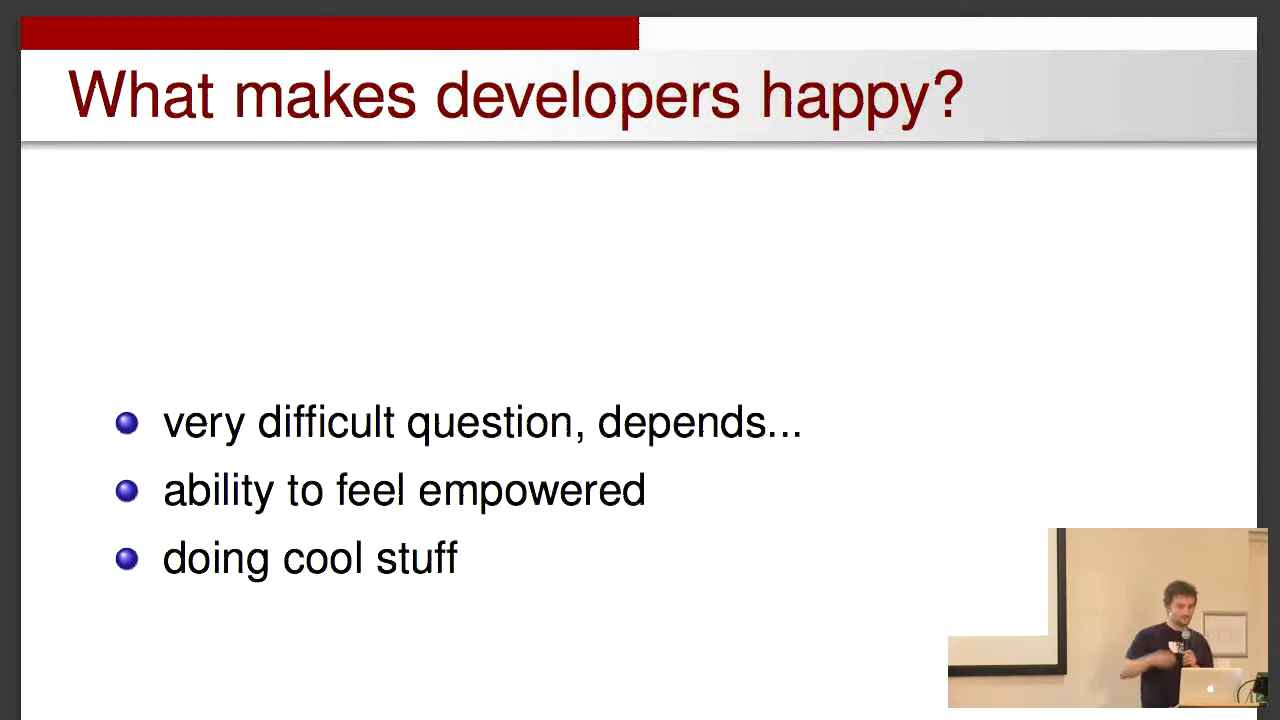 What makes developers happy?
very difficult question, depends...
ability to feel empowered
doing cool stuff